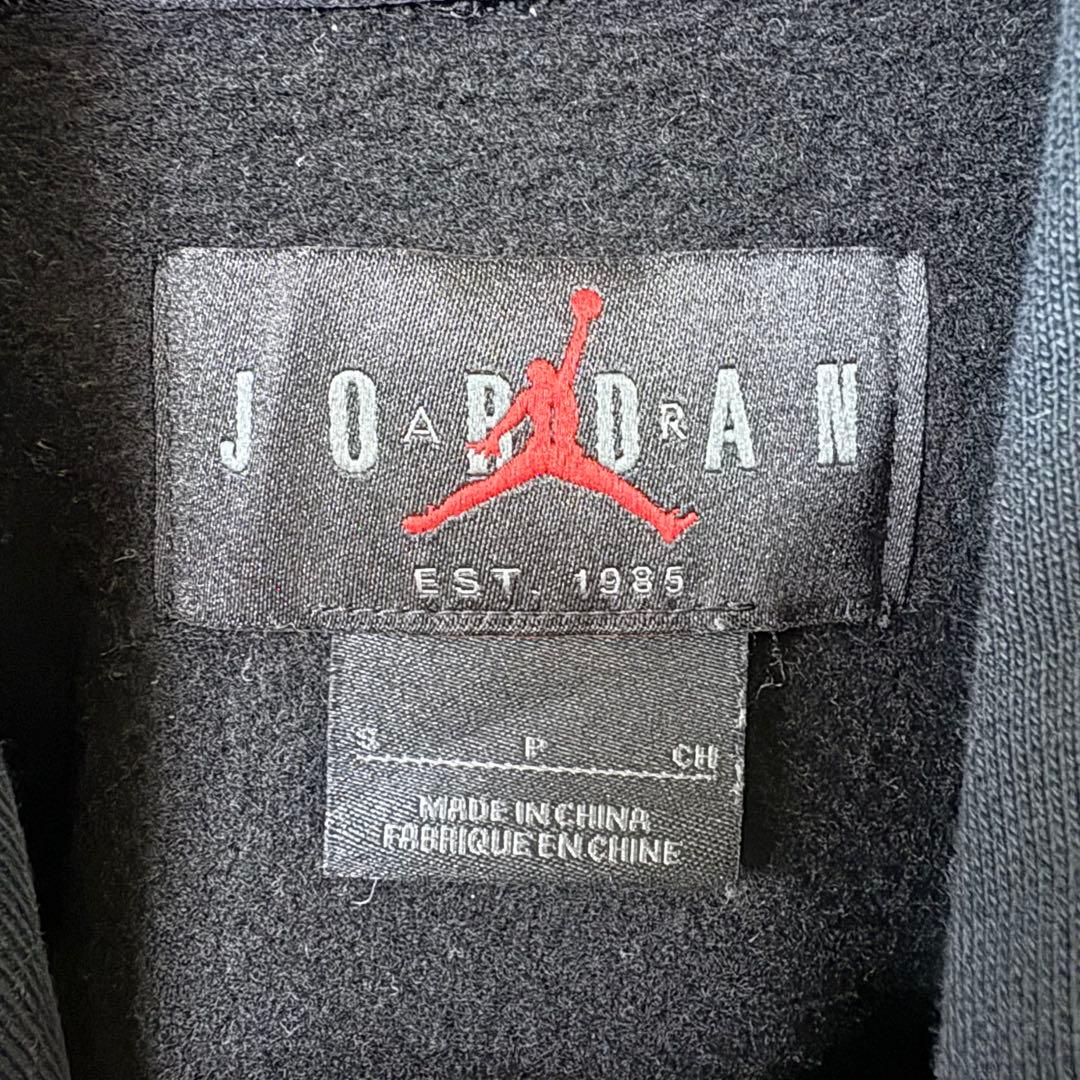 JORDAN
AIR
EST. 1985
S P CH
MADE IN CHINA
FABRIQUE EN CHINE